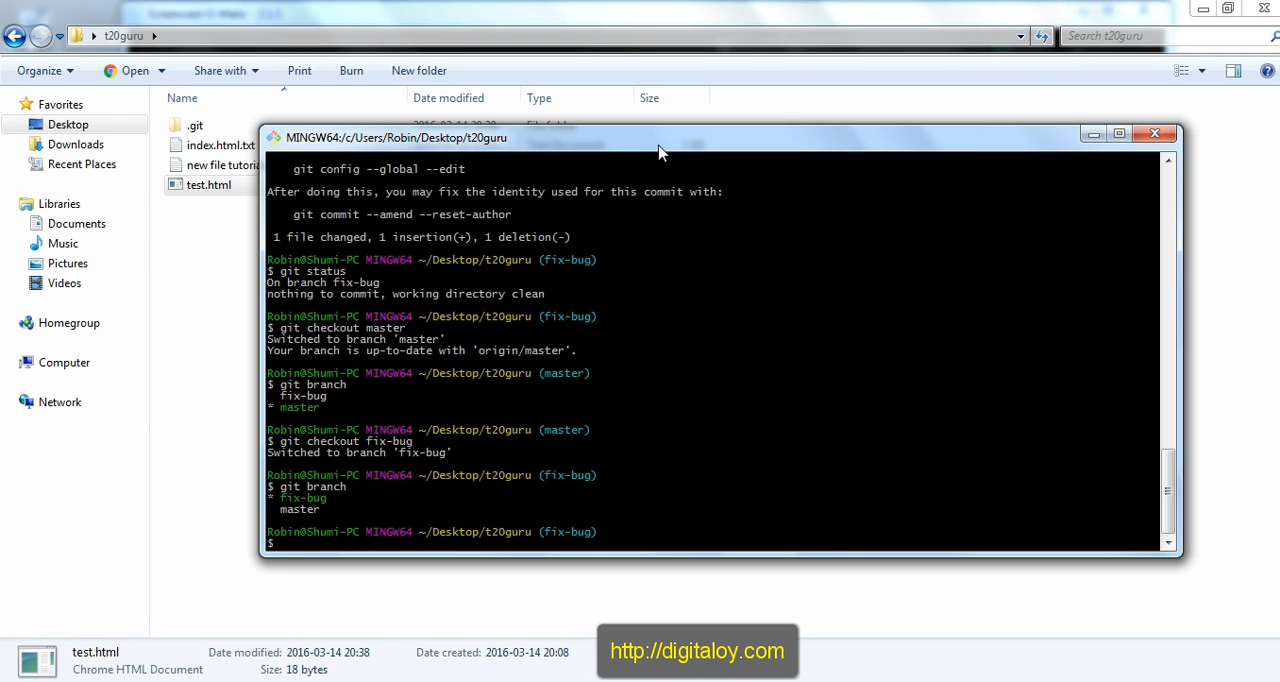 t20guru
Search t20guru
Organize Open Share with Print Burn New folder
Name Date modified Type Size
Favorites
Desktop
Downloads
Recent Places
Libraries
Documents
Music
Pictures
Videos
Homegroup
Computer
Network
.git
index.html.txt
new file tutoria
test.html
MINGW64:/c/Users/Robin/Desktop/t20guru
git config --global --edit
After doing this, you may fix the identity used for this commit with:
git commit --amend --reset-author
1 file changed, 1 insertion(+), 1 deletion(-)
Robin@Shumi-PC MINGW64 ~/Desktop/t20guru (fix-bug)
$ git status
On branch fix-bug
nothing to commit, working directory clean
Robin@Shumi-PC MINGW64 ~/Desktop/t20guru (fix-bug)
$ git checkout master
Switched to branch 'master'
Your branch is up-to-date with 'origin/master'.
Robin@Shumi-PC MINGW64 ~/Desktop/t20guru (master)
$ git branch
fix-bug
* master
Robin@Shumi-PC MINGW64 ~/Desktop/t20guru (master)
$ git checkout fix-bug
Switched to branch 'fix-bug'
Robin@Shumi-PC MINGW64 ~/Desktop/t20guru (fix-bug)
$ git branch
* fix-bug
master
Robin@Shumi-PC MINGW64 ~/Desktop/t20guru (fix-bug)
$
test.html Date modified: 2016-03-14 20:38 Date created: 2016-03-14 20:08
Chrome HTML Document Size: 18 bytes
http://digitaloy.com